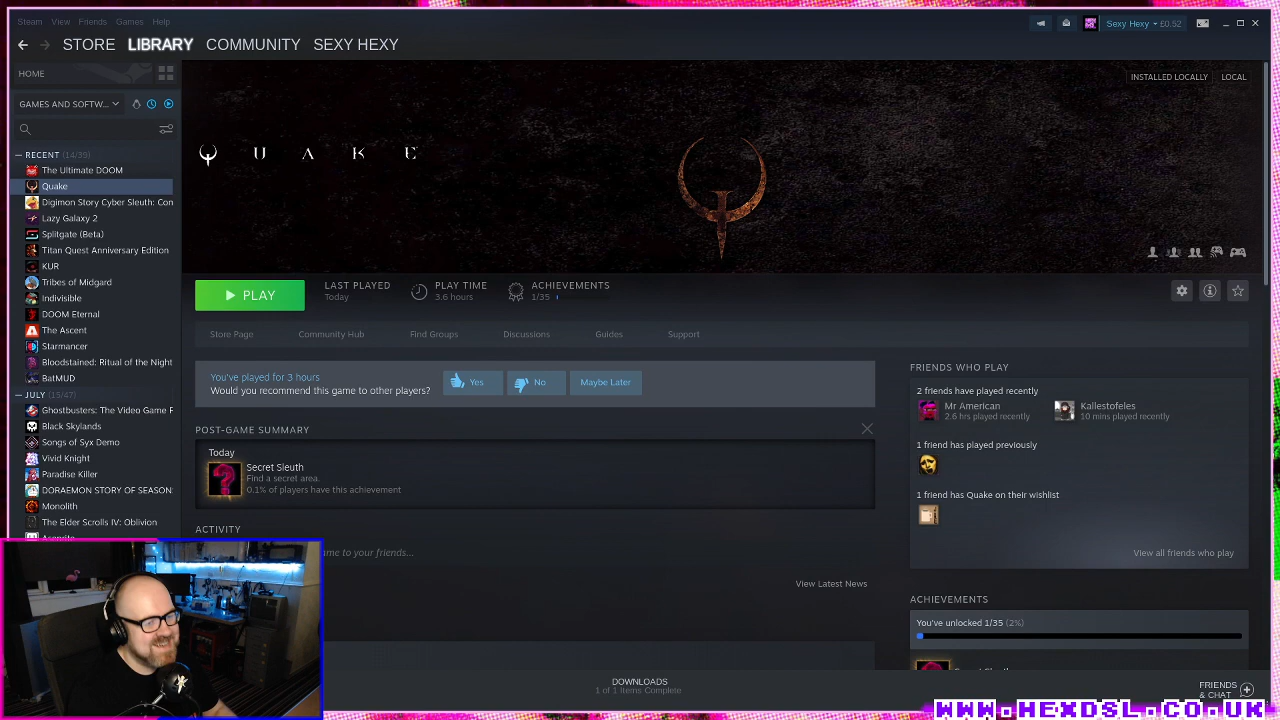 Steam View Friends Games Help
Sexy Hexy £0.52
STORE LIBRARY COMMUNITY SEXY HEXY
HOME
GAMES AND SOFTW...
INSTALLED LOCALLY LOCAL
QUAKE
RECENT (14/39)
The Ultimate DOOM
Quake
Digimon Story Cyber Sleuth: Con
Lazy Galaxy 2
Splitgate (Beta)
Titan Quest Anniversary Edition
KUR
Tribes of Midgard
Indivisible
DOOM Eternal
The Ascent
Starmancer
Bloodstained: Ritual of the Night
BatMUD
JULY (15/47)
Ghostbusters: The Video Game F
Black Skylands
Songs of Syx Demo
Vivid Knight
Paradise Killer
DORAEMON STORY OF SEASON:
Monolith
The Elder Scrolls IV: Oblivion
PLAY
LAST PLAYED
Today
PLAY TIME
3.6 hours
ACHIEVEMENTS
1/35
Store Page Community Hub Find Groups Discussions Guides Support
You've played for 3 hours
Would you recommend this game to other players?
Yes No Maybe Later
POST-GAME SUMMARY
Today
Secret Sleuth
Find a secret area.
0.1% of players have this achievement
ACTIVITY
me to your friends...
View Latest News
FRIENDS WHO PLAY
2 friends have played recently
Mr American
2.6 hrs played recently
Kallestofeles
10 mins played recently
1 friend has played previously
1 friend has Quake on their wishlist
View all friends who play
ACHIEVEMENTS
You've unlocked 1/35 (2%)
DOWNLOADS
1 of 1 Items Complete
FRIENDS
& CHAT
WWW.HEXDSL.CO.UK